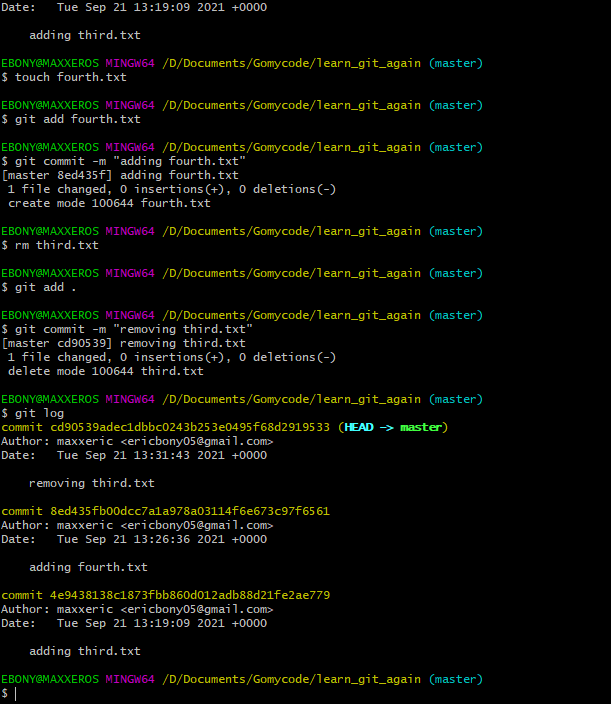 Date:   Tue Sep 21 13:19:09 2021 +0000
    adding third.txt
EBONY@MAXXEROS MINGW64 /D/Documents/Gomycode/learn_git_again (master)
$ touch fourth.txt
EBONY@MAXXEROS MINGW64 /D/Documents/Gomycode/learn_git_again (master)
$ git add fourth.txt
EBONY@MAXXEROS MINGW64 /D/Documents/Gomycode/learn_git_again (master)
$ git commit -m "adding fourth.txt"
[master 8ed435f] adding fourth.txt
 1 file changed, 0 insertions(+), 0 deletions(-)
 create mode 100644 fourth.txt
EBONY@MAXXEROS MINGW64 /D/Documents/Gomycode/learn_git_again (master)
$ rm third.txt
EBONY@MAXXEROS MINGW64 /D/Documents/Gomycode/learn_git_again (master)
$ git add .
EBONY@MAXXEROS MINGW64 /D/Documents/Gomycode/learn_git_again (master)
$ git commit -m "removing third.txt"
[master cd90539] removing third.txt
 1 file changed, 0 insertions(+), 0 deletions(-)
 delete mode 100644 third.txt
EBONY@MAXXEROS MINGW64 /D/Documents/Gomycode/learn_git_again (master)
$ git log
commit cd90539adec1dbbc0243b253e0495f68d2919533 (HEAD -> master)
Author: maxxeric <ericbony05@gmail.com>
Date:   Tue Sep 21 13:31:43 2021 +0000
    removing third.txt
commit 8ed435fb00dcc7a1a978a03114f6e673c97f6561
Author: maxxeric <ericbony05@gmail.com>
Date:   Tue Sep 21 13:26:36 2021 +0000
    adding fourth.txt
commit 4e9438138c1873fbb860d012adb88d21fe2ae779
Author: maxxeric <ericbony05@gmail.com>
Date:   Tue Sep 21 13:19:09 2021 +0000
    adding third.txt
EBONY@MAXXEROS MINGW64 /D/Documents/Gomycode/learn_git_again (master)
$